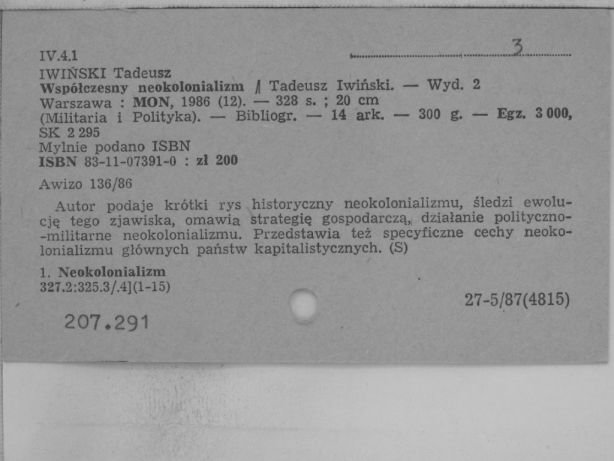 3
IV.4.1
IWIŃSKI Tadeusz
Współczesny neokolonializm / Tadeusz Iwiński. — Wyd. 2
Warszawa : MON, 1986 (12). — 328 s. ; 20 cm
(Militaria i Polityka). — Bibliogr. — 14 ark. — 300 g. — Egz. 3 000,
SK 2 295
Mylnie podano ISBN
ISBN 83-11-07391-0 : zł 200
Awizo 136/86
Autor podaje krótki rys historyczny neokolonializmu, śledzi ewolu-
cję tego zjawiska, omawia strategię gospodarczą, działanie polityczno-
-militarne neokolonializmu. Przedstawia też specyficzne cechy neoko-
lonializmu głównych państw kapitalistycznych. (S)
1. Neokolonializm
327.2:325.3/.4](1-15)
27-5/87(4815)
207.291